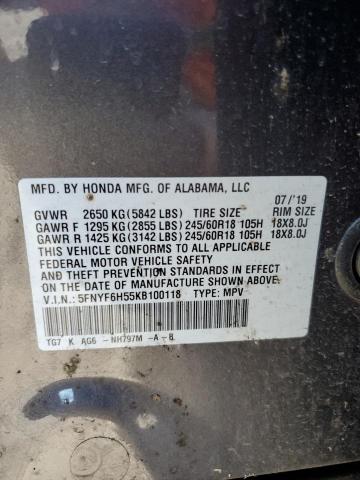 MFD. BY HONDA MFG. OF ALABAMA, LLC
07/'19
GVWR 2650 KG (5842 LBS) TIRE SIZE RIM SIZE
GAWR F 1295 KG (2855 LBS) 245/60R18 105H 18X8.0J
GAWR R 1425 KG (3142 LBS) 245/60R18 105H 18X8.0J
THIS VEHICLE CONFORMS TO ALL APPLICABLE
FEDERAL MOTOR VEHICLE SAFETY STANDARDS IN EFFECT
ON THE DATE OF MANUFACTURE SHOWN ABOVE.
V.I.N.: 5FNYF6H55KB100118 TYPE: MPV
TG7 K AG6 -NH797M -A-B